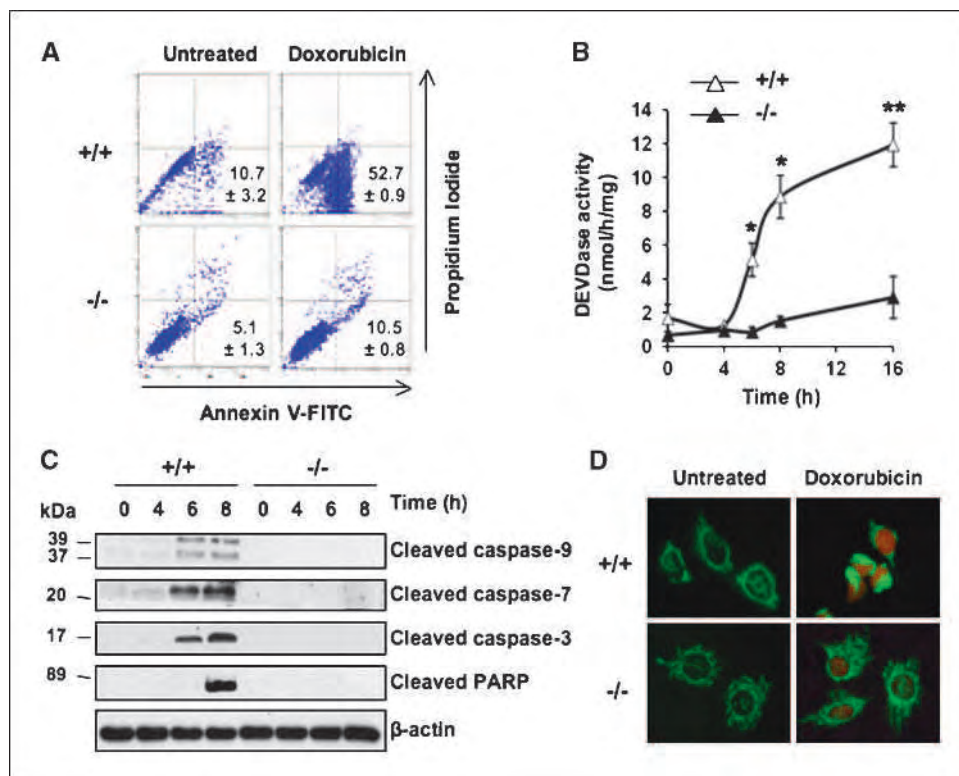 A
Untreated Doxorubicin
+/+
10.7
± 3.2
52.7
± 0.9
-/-
5.1
± 1.3
10.5
± 0.8
Propidium Iodide
Annexin V-FITC
B
+/+
-/-
DEVDase activity
(nmol/h/mg)
14
12
10
8
6
4
2
0
* * **
0 4 8 12 16
Time (h)
C
+/+ -/-
kDa 0 4 6 8 0 4 6 8 Time (h)
39
37
Cleaved caspase-9
20 Cleaved caspase-7
17 Cleaved caspase-3
89
Cleaved PARP
β-actin
D
Untreated Doxorubicin
+/+
-/-